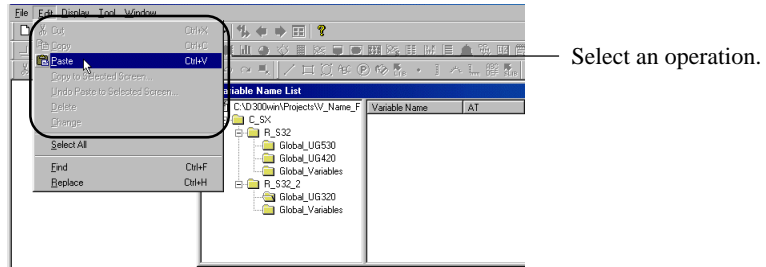 File Edit Display Tool Window
Cut Ctrl+X
Copy Ctrl+C
Paste Ctrl+V
Copy to Selected Screen...
Undo Paste to Selected Screen...
Delete
Change
Select All
Find Ctrl+F
Replace Ctrl+H
Select an operation.
ariable Name List
C:\D300win\Projects\V_Name_F
Variable Name AT
C_SX
R_S32
Global_UG530
Global_UG420
Global_Variables
R_S32_2
Global_UG320
Global_Variables